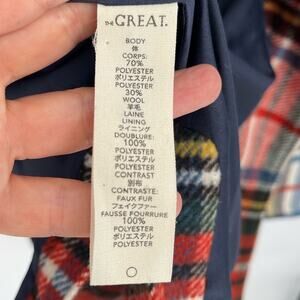 THE GREAT.
BODY
体
CORPS:
70%
POLYESTER
ポリエステル
POLYESTER
30%
WOOL
羊毛
LAINE
LINING
ライニング
DOUBLURE:
100%
POLYESTER
ポリエステル
POLYESTER
CONTRAST
別布
CONTRASTE:
FAUX FUR
フェイクファー
FAUSSE FOURRURE
100%
POLYESTER
ポリエステル
POLYESTER